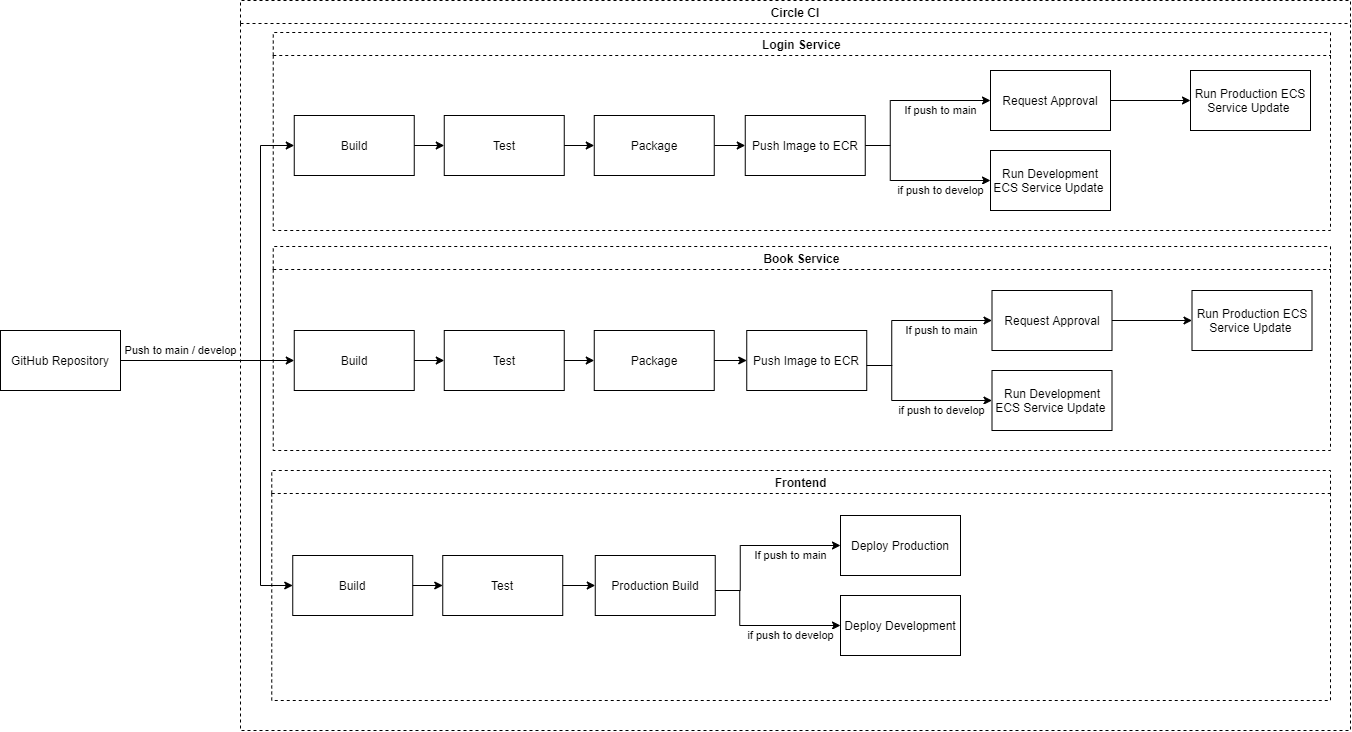 Circle CI
Login Service
Build
Test
Package
Push Image to ECR
If push to main
Request Approval
Run Production ECS
Service Update
if push to develop
Run Development
ECS Service Update
GitHub Repository
Push to main / develop
Book Service
Build
Test
Package
Push Image to ECR
If push to main
Request Approval
Run Production ECS
Service Update
if push to develop
Run Development
ECS Service Update
Frontend
Build
Test
Production Build
If push to main
Deploy Production
if push to develop
Deploy Development